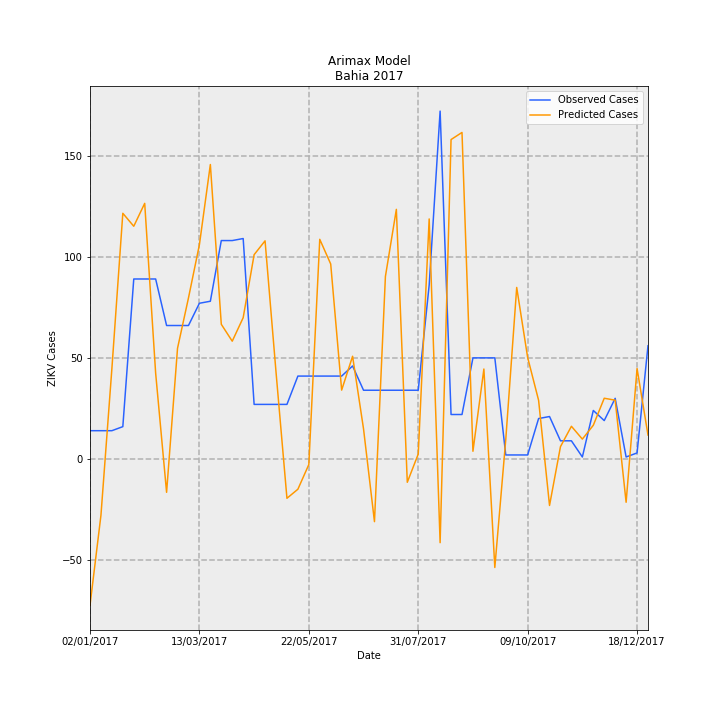 Arimax Model
Bahia 2017
Observed Cases
Predicted Cases
150
100
50
0
−50
ZIKV Cases
02/01/2017
13/03/2017
22/05/2017
31/07/2017
09/10/2017
18/12/2017
Date